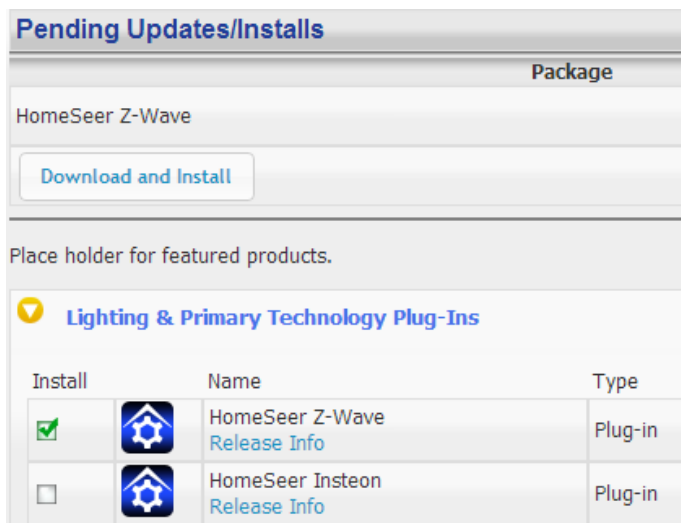 Pending Updates/Installs
Package
HomeSeer Z-Wave
Download and Install
Place holder for featured products.
Lighting & Primary Technology Plug-Ins
Install Name Type
HomeSeer Z-Wave
Release Info
Plug-in
HomeSeer Insteon
Release Info
Plug-in